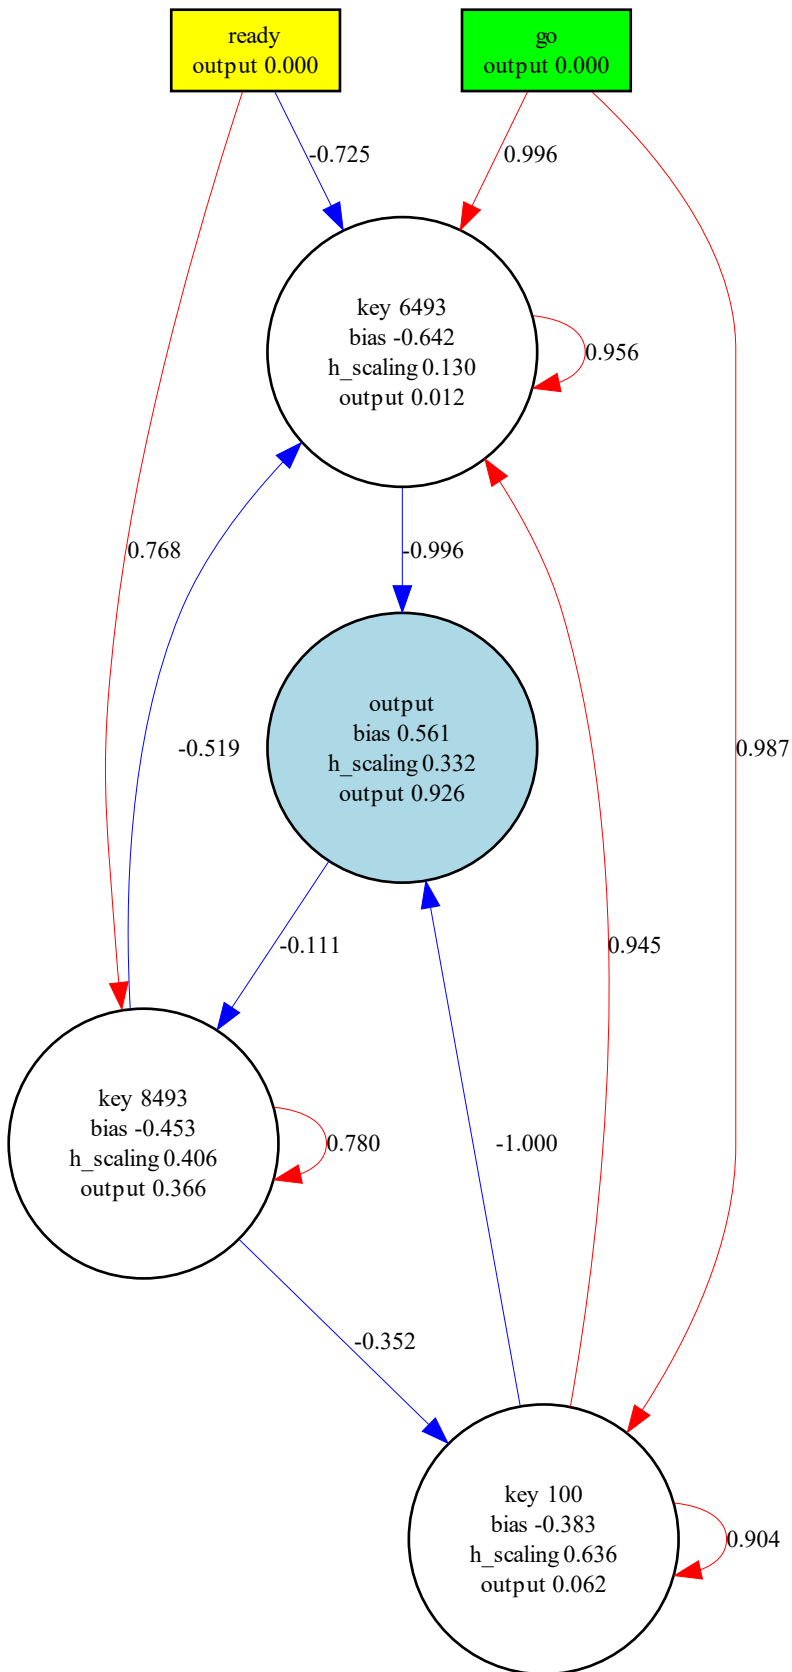 ready
output 0.000
go
output 0.000
-0.725
0.996
key 6493
bias -0.642
h_scaling 0.130
output 0.012
0.956
0.768
-0.996
output
bias 0.561
h_scaling 0.332
output 0.926
-0.519
0.987
-0.111
0.945
key 8493
bias -0.453
h_scaling 0.406
output 0.366
0.780
-1.000
-0.352
key 100
bias -0.383
h_scaling 0.636
output 0.062
0.904